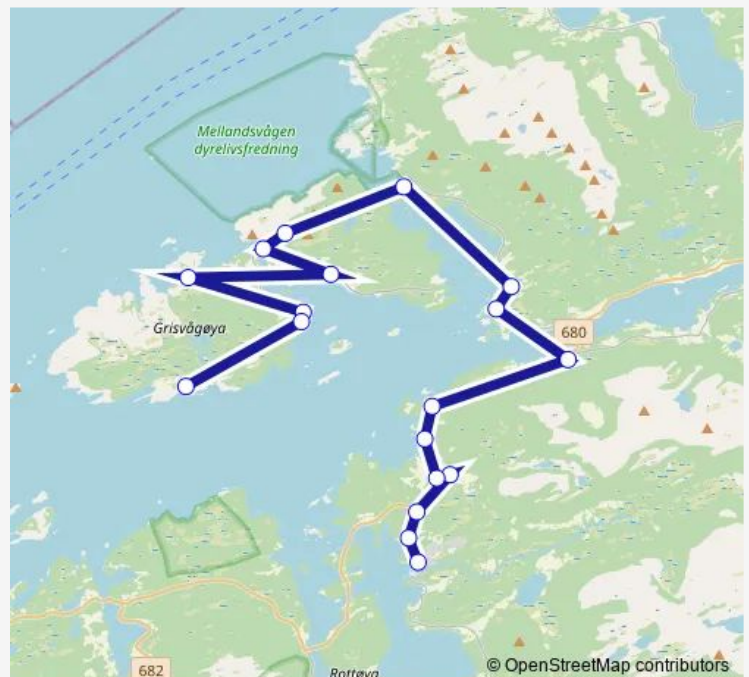 Mellandsvågen
dyrelivsfredning
Grisvågøya
680
682
Rottøya
© OpenStreetMap contributors